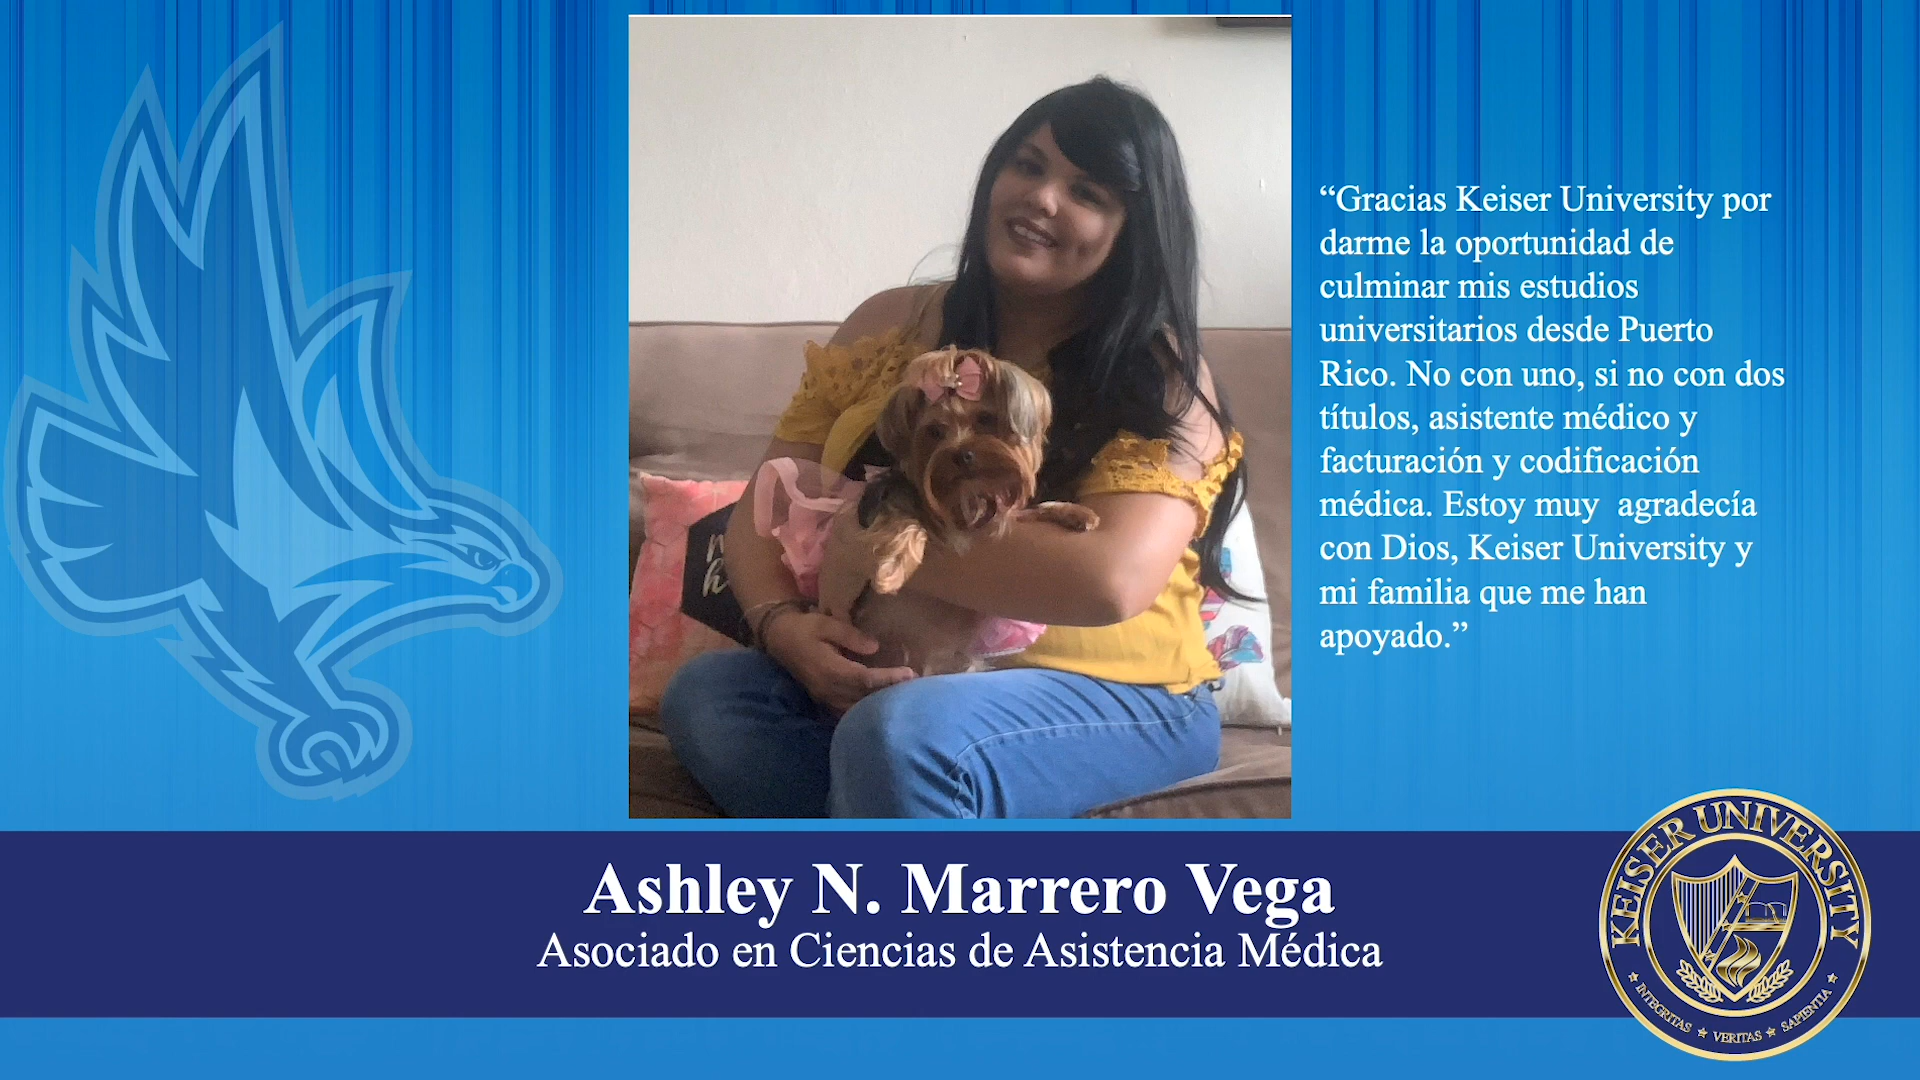 “Gracias Keiser University por
darme la oportunidad de
culminar mis estudios
universitarios desde Puerto
Rico. No con uno, si no con dos
títulos, asistente médico y
facturación y codificación
médica. Estoy muy  agradecía
con Dios, Keiser University y
mi familia que me han
apoyado.”
Ashley N. Marrero Vega
Asociado en Ciencias de Asistencia Médica
KEISER UNIVERSITY
INTEGRITAS ★ VERITAS ★ SAPIENTIA